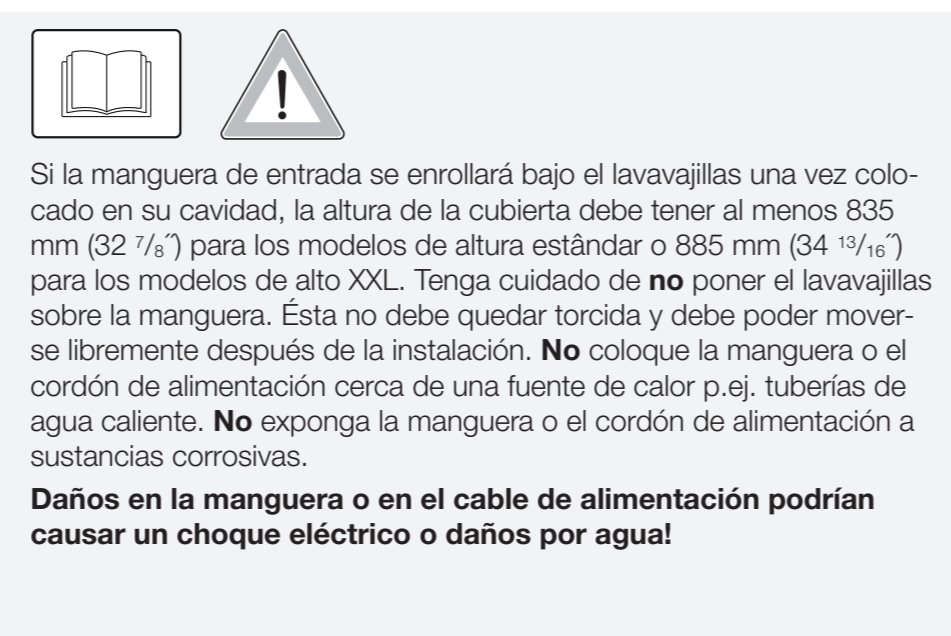 Si la manguera de entrada se enrollará bajo el lavavajillas una vez colo-
cado en su cavidad, la altura de la cubierta debe tener al menos 835
mm (32 ⁷/₈˝) para los modelos de altura estândar o 885 mm (34 ¹³/₁₆˝)
para los modelos de alto XXL. Tenga cuidado de no poner el lavavajillas
sobre la manguera. Ésta no debe quedar torcida y debe poder mover-
se libremente después de la instalación. No coloque la manguera o el
cordón de alimentación cerca de una fuente de calor p.ej. tuberías de
agua caliente. No exponga la manguera o el cordón de alimentación a
sustancias corrosivas.
Daños en la manguera o en el cable de alimentación podrían
causar un choque eléctrico o daños por agua!